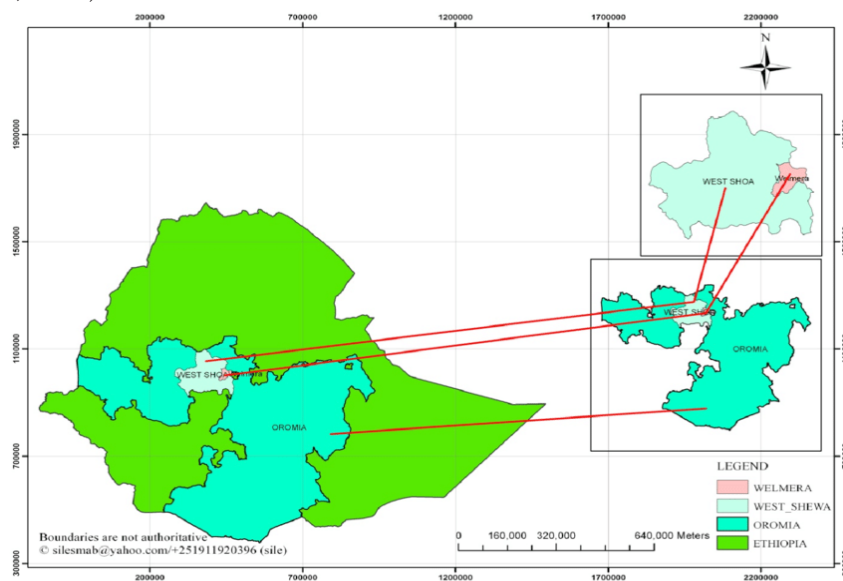 200000 700000 1200000 1700000 2200000
N
1900000
WEST SHOA
Welmera
1500000
WEST SHOA
1100000
OROMIA
WEST SHOA
OROMIA
700000
LEGEND
WELMERA
WEST_SHEWA
OROMIA
ETHIOPIA
Boundaries are not authoritative
© silesmab@yahoo.com/+251911920396 (sile)
0 160,000 320,000 640,000 Meters
300000
200000 700000 1200000 1700000 2200000